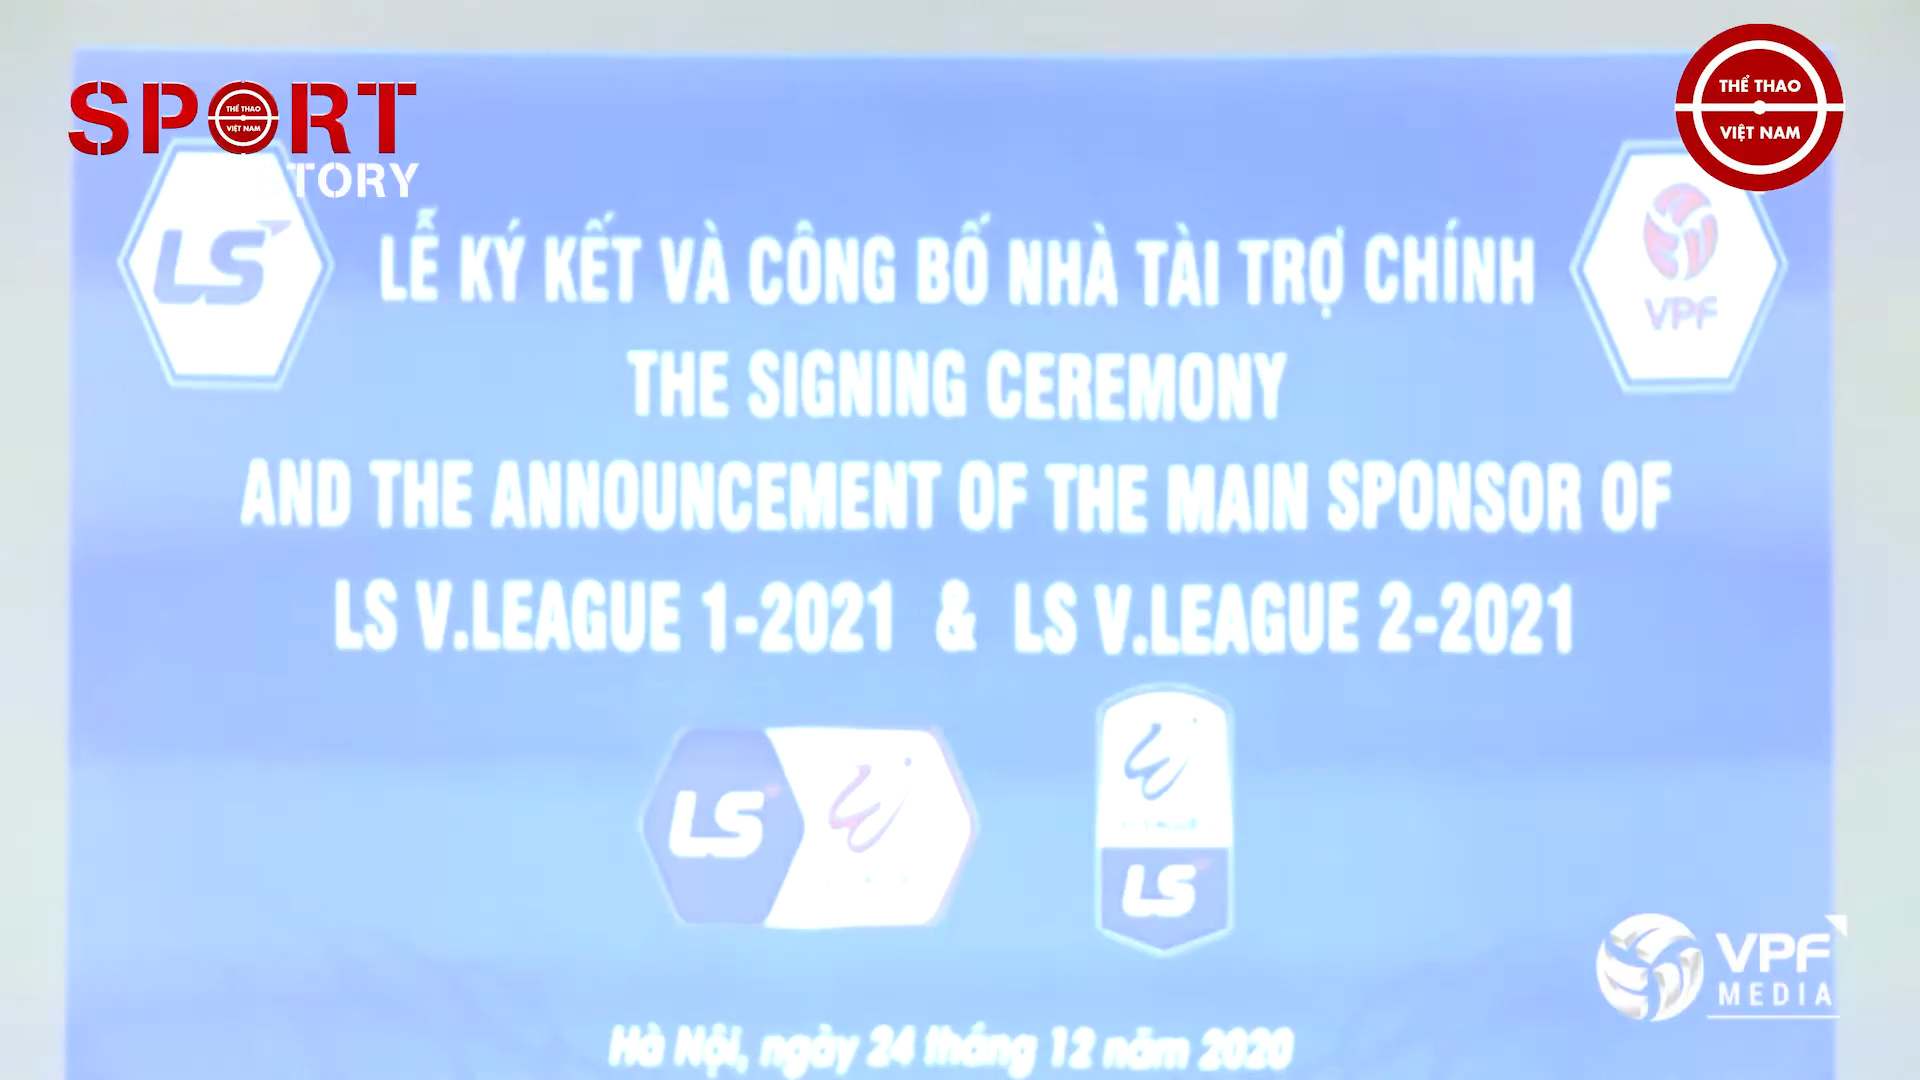 SPORT
THỂ THAO
VIỆT NAM
TORY
THỂ THAO
VIỆT NAM
LS
VPF
LỄ KÝ KẾT VÀ CÔNG BỐ NHÀ TÀI TRỢ CHÍNH
THE SIGNING CEREMONY
AND THE ANNOUNCEMENT OF THE MAIN SPONSOR OF
LS V.LEAGUE 1-2021 & LS V.LEAGUE 2-2021
LS
LS
VPF
MEDIA
Hà Nội, ngày 24 tháng 12 năm 2020